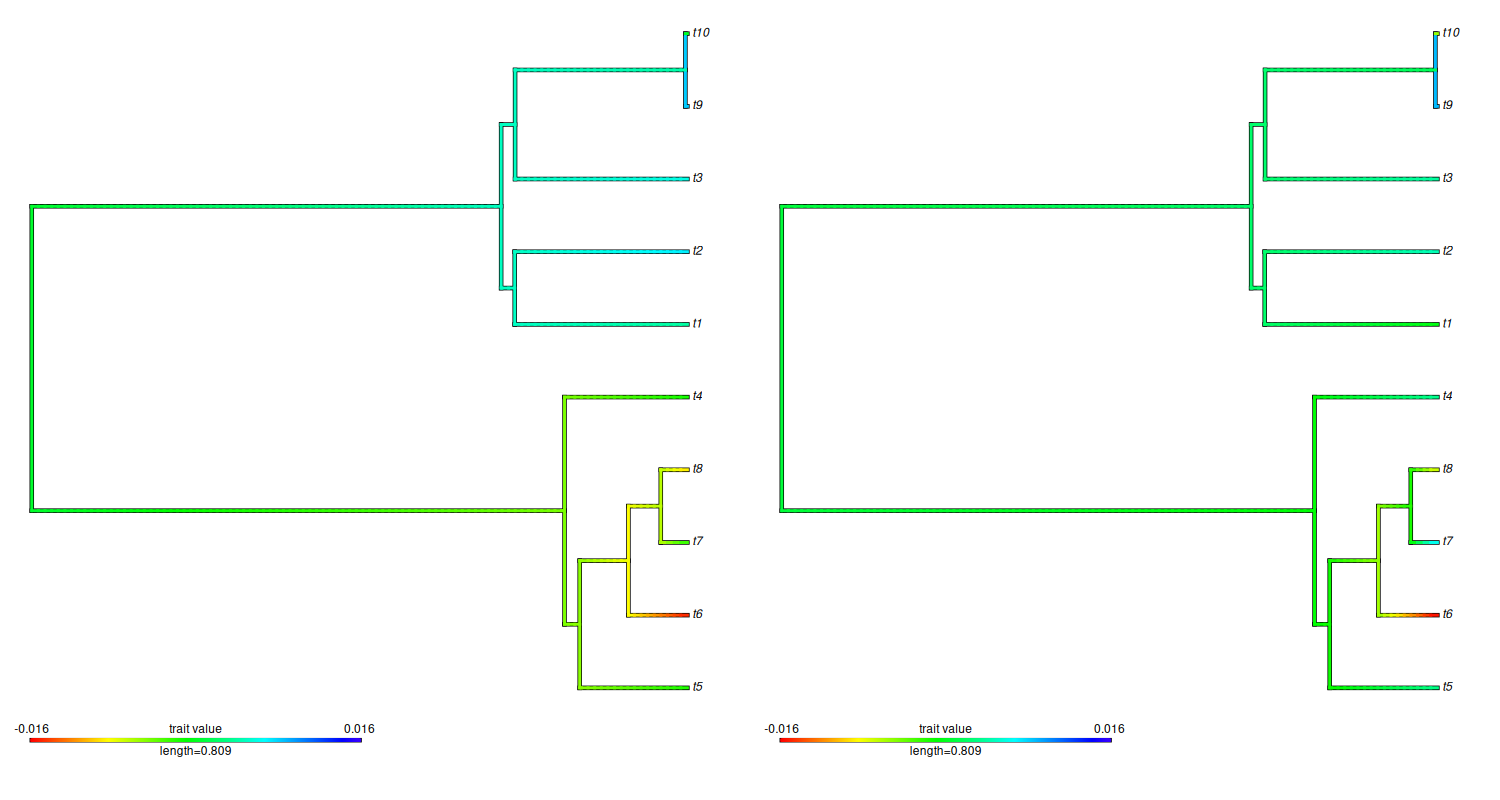 t10
t9
t3
t2
t1
t4
t8
t7
t6
t5
-0.016 trait value 0.016
length=0.809
t10
t9
t3
t2
t1
t4
t8
t7
t6
t5
-0.016 trait value 0.016
length=0.809